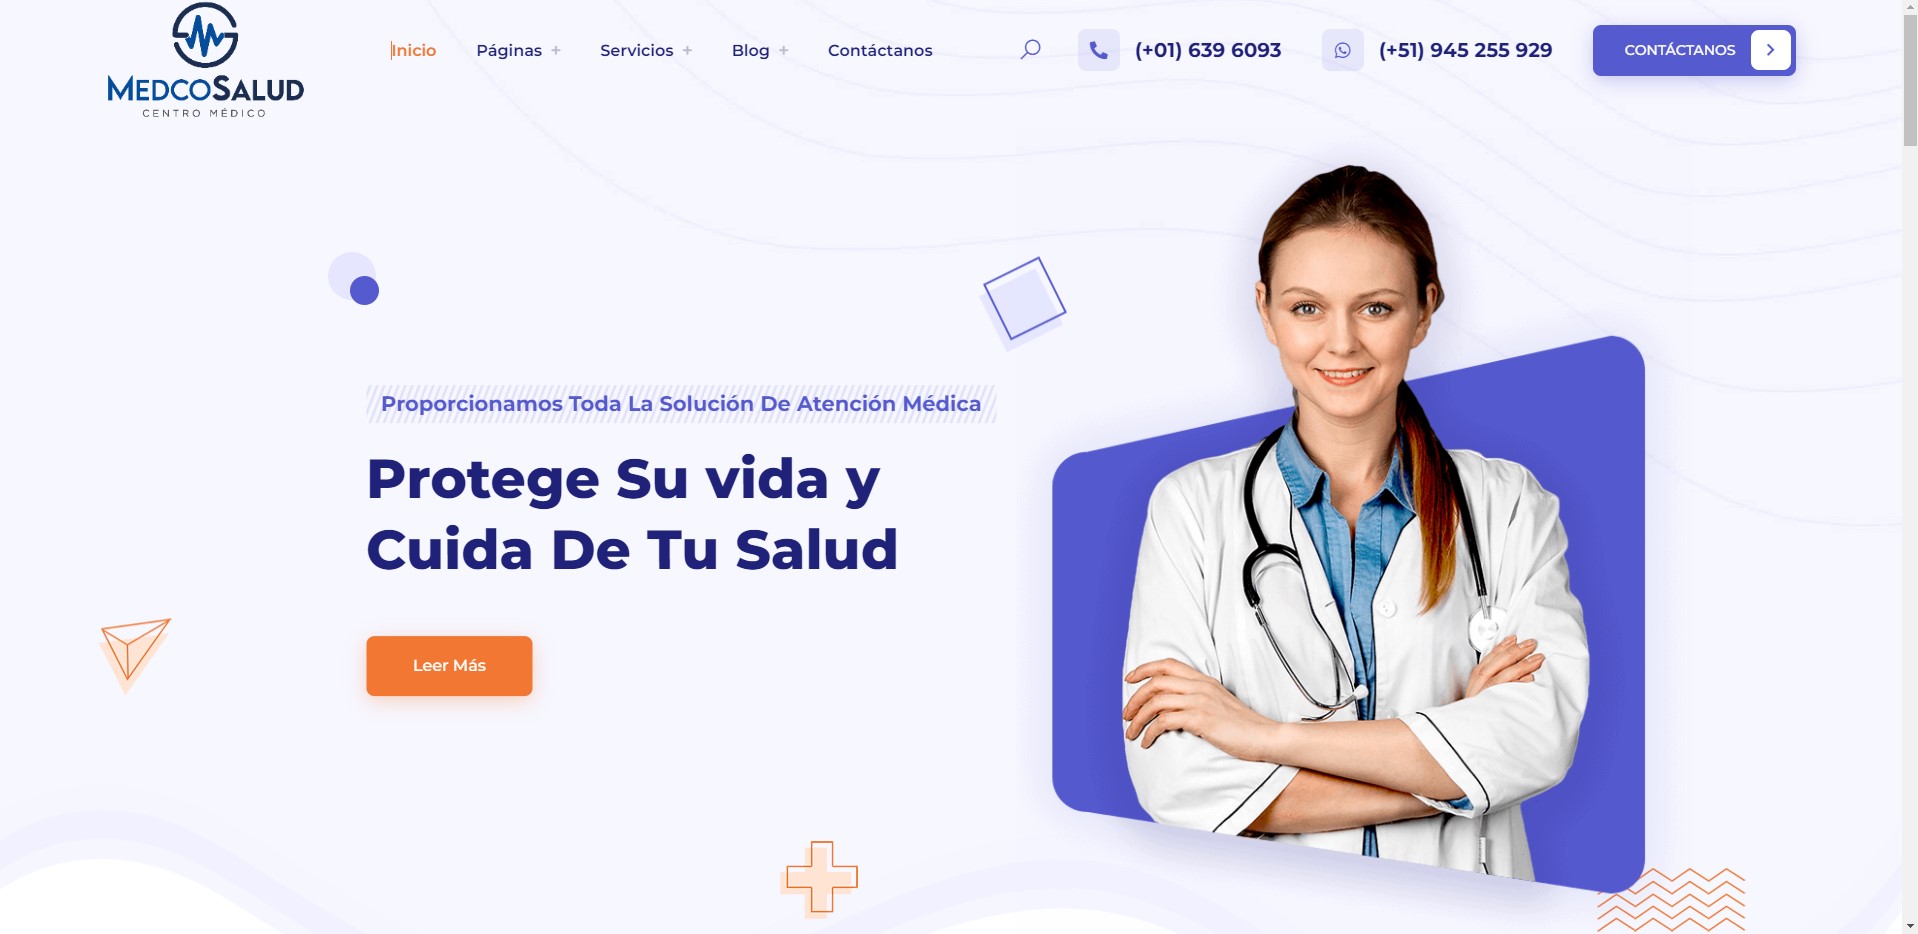 MEDCOSALUD
CENTRO MÉDICO
Inicio
Páginas +
Servicios +
Blog +
Contáctanos
(+01) 639 6093
(+51) 945 255 929
CONTÁCTANOS
Proporcionamos Toda La Solución De Atención Médica
Protege Su vida y
Cuida De Tu Salud
Leer Más